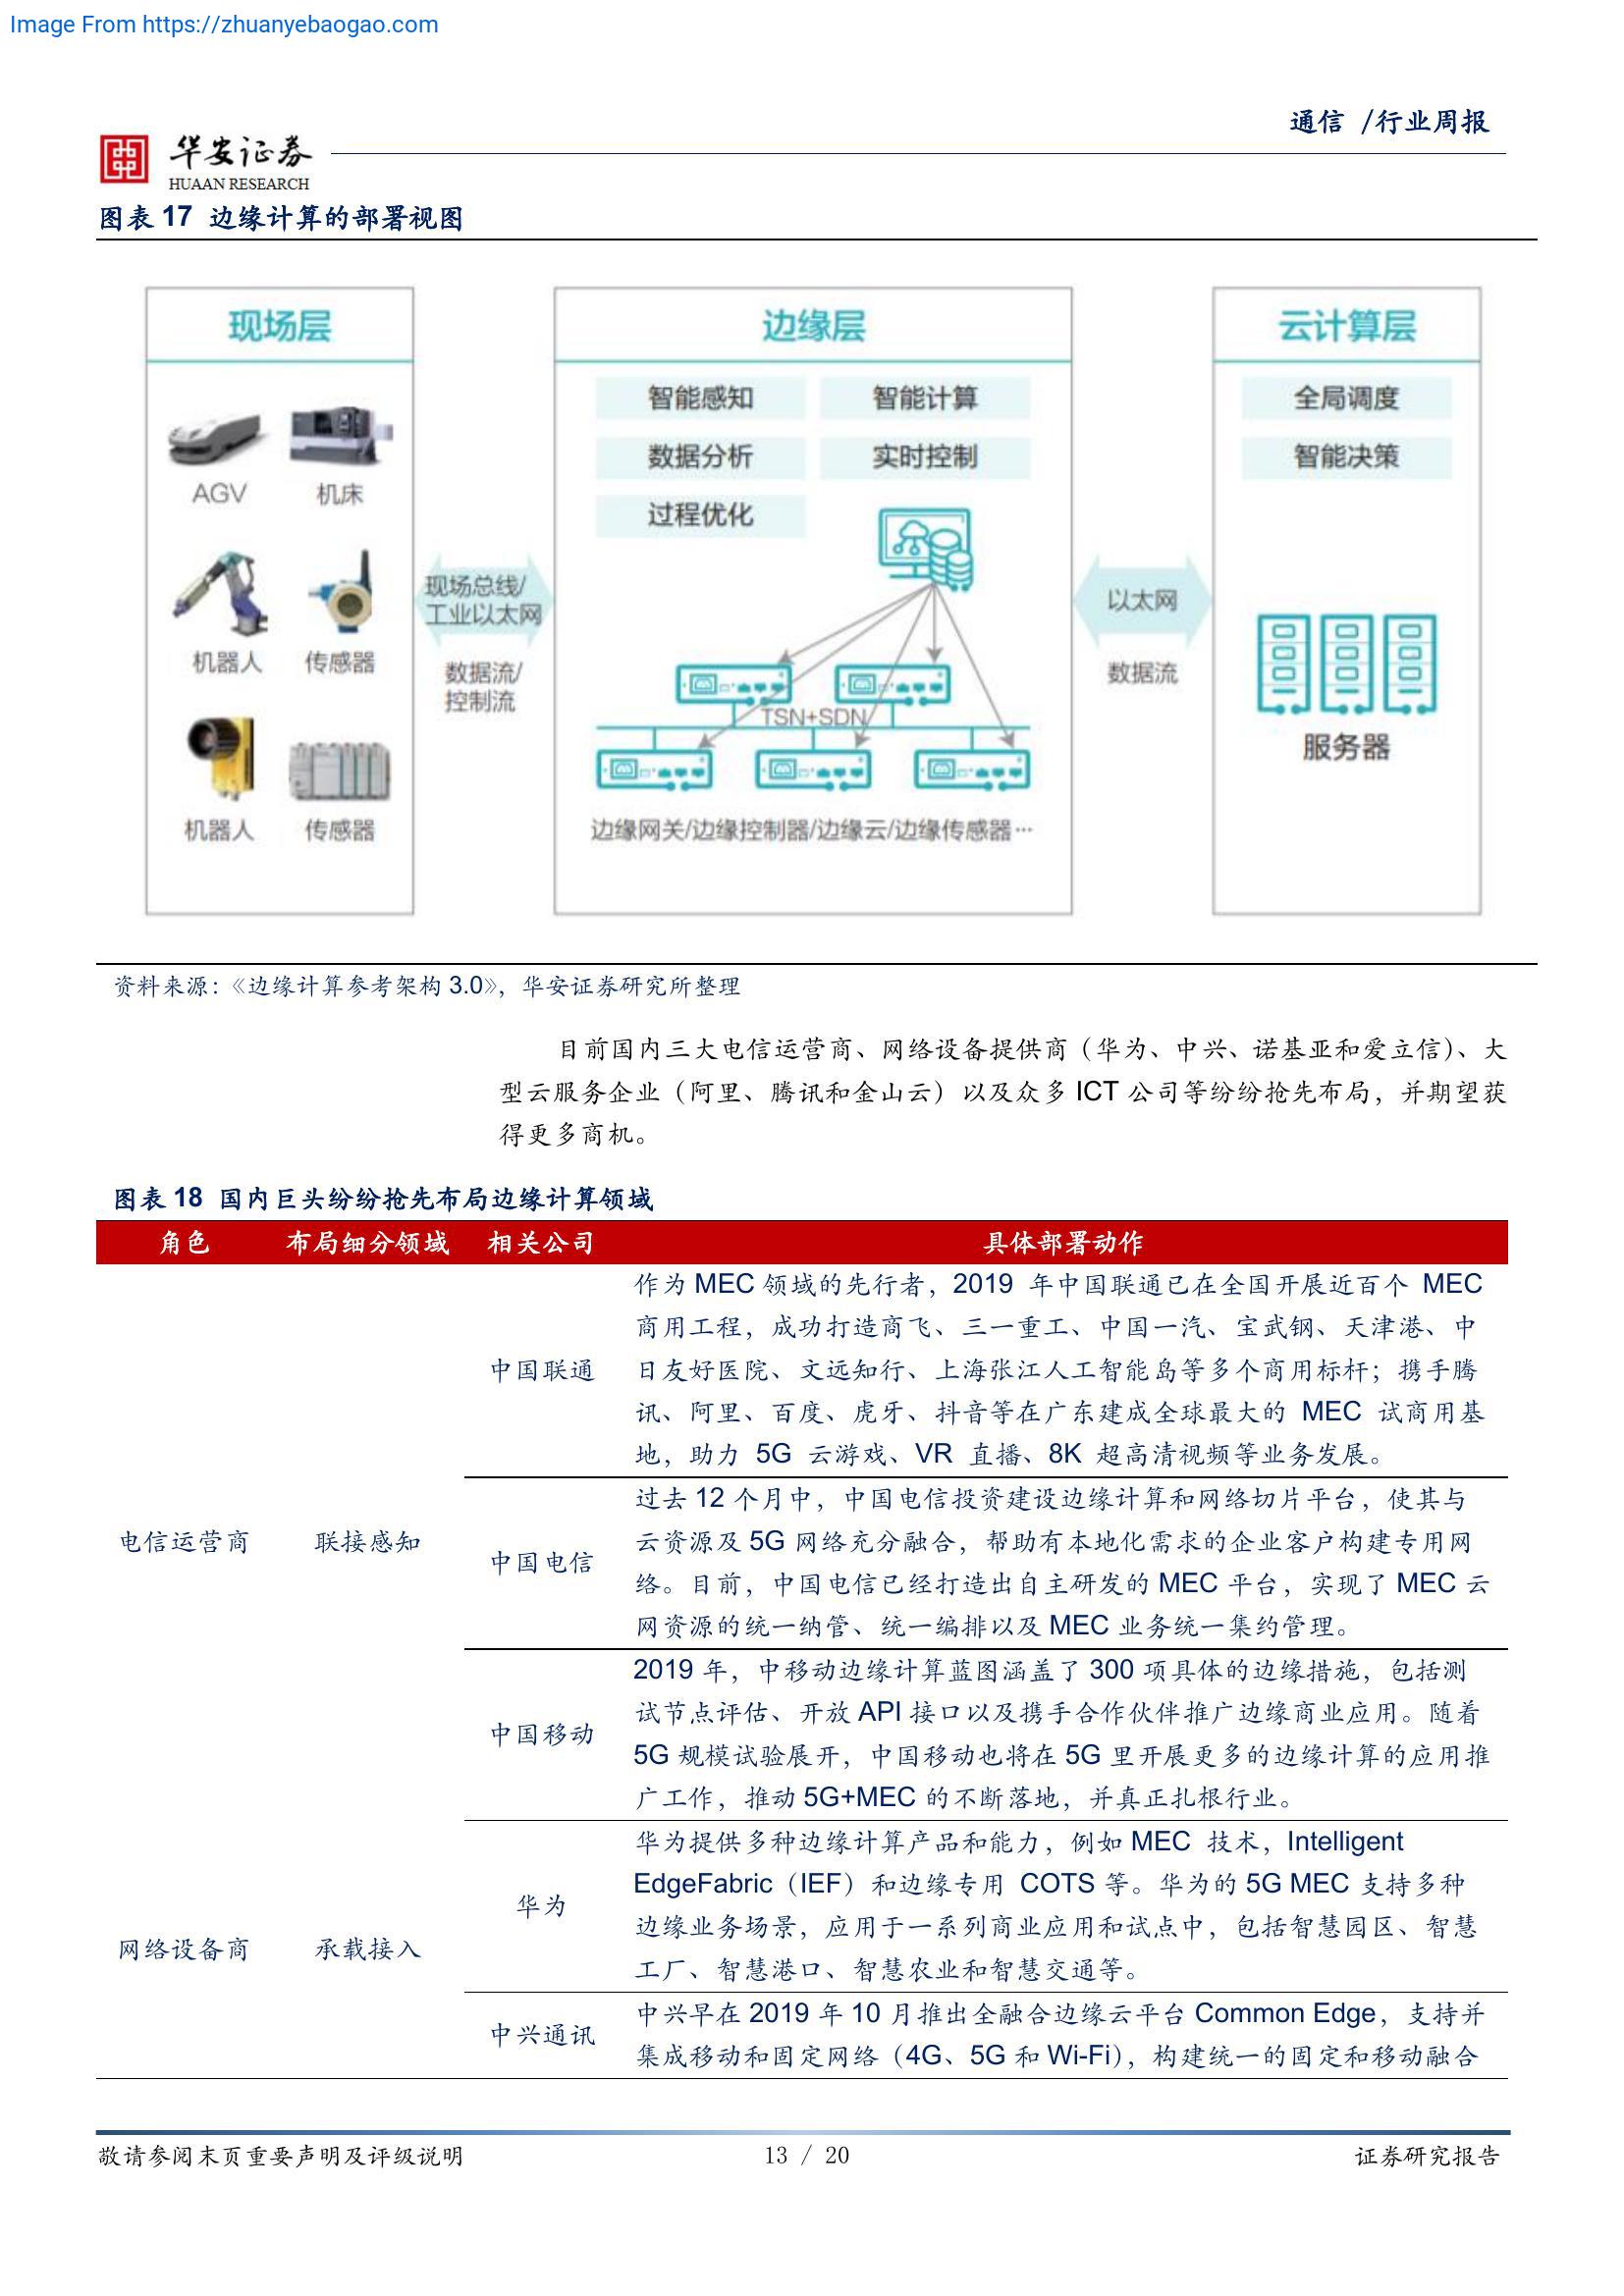 Image From https://zhuanyebaogao.com
通信 /行业周报
华安证券
HUAAN RESEARCH
图表 17 边缘计算的部署视图
现场层
AGV 机床
机器人 传感器
机器人 传感器
现场总线/
工业以太网
数据流/
控制流
边缘层
智能感知 智能计算
数据分析 实时控制
过程优化
TSN+SDN
边缘网关/边缘控制器/边缘云/边缘传感器…
以太网
数据流
云计算层
全局调度
智能决策
服务器
资料来源：《边缘计算参考架构 3.0》，华安证券研究所整理
目前国内三大电信运营商、网络设备提供商（华为、中兴、诺基亚和爱立信）、大
型云服务企业（阿里、腾讯和金山云）以及众多 ICT 公司等纷纷抢先布局，并期望获
得更多商机。
图表 18 国内巨头纷纷抢先布局边缘计算领域
角色 布局细分领域 相关公司 具体部署动作
电信运营商 联接感知
中国联通
作为 MEC 领域的先行者，2019 年中国联通已在全国开展近百个 MEC
商用工程，成功打造商飞、三一重工、中国一汽、宝武钢、天津港、中
日友好医院、文远知行、上海张江人工智能岛等多个商用标杆；携手腾
讯、阿里、百度、虎牙、抖音等在广东建成全球最大的 MEC 试商用基
地，助力 5G 云游戏、VR 直播、8K 超高清视频等业务发展。
中国电信
过去 12 个月中，中国电信投资建设边缘计算和网络切片平台，使其与
云资源及 5G 网络充分融合，帮助有本地化需求的企业客户构建专用网
络。目前，中国电信已经打造出自主研发的 MEC 平台，实现了 MEC 云
网资源的统一纳管、统一编排以及 MEC 业务统一集约管理。
中国移动
2019 年，中移动边缘计算蓝图涵盖了 300 项具体的边缘措施，包括测
试节点评估、开放 API 接口以及携手合作伙伴推广边缘商业应用。随着
5G 规模试验展开，中国移动也将在 5G 里开展更多的边缘计算的应用推
广工作，推动 5G+MEC 的不断落地，并真正扎根行业。
网络设备商 承载接入
华为
华为提供多种边缘计算产品和能力，例如 MEC 技术，Intelligent
EdgeFabric（IEF）和边缘专用 COTS 等。华为的 5G MEC 支持多种
边缘业务场景，应用于一系列商业应用和试点中，包括智慧园区、智慧
工厂、智慧港口、智慧农业和智慧交通等。
中兴通讯
中兴早在 2019 年 10 月推出全融合边缘云平台 Common Edge，支持并
集成移动和固定网络（4G、5G 和 Wi-Fi），构建统一的固定和移动融合
敬请参阅末页重要声明及评级说明 13 / 20 证券研究报告